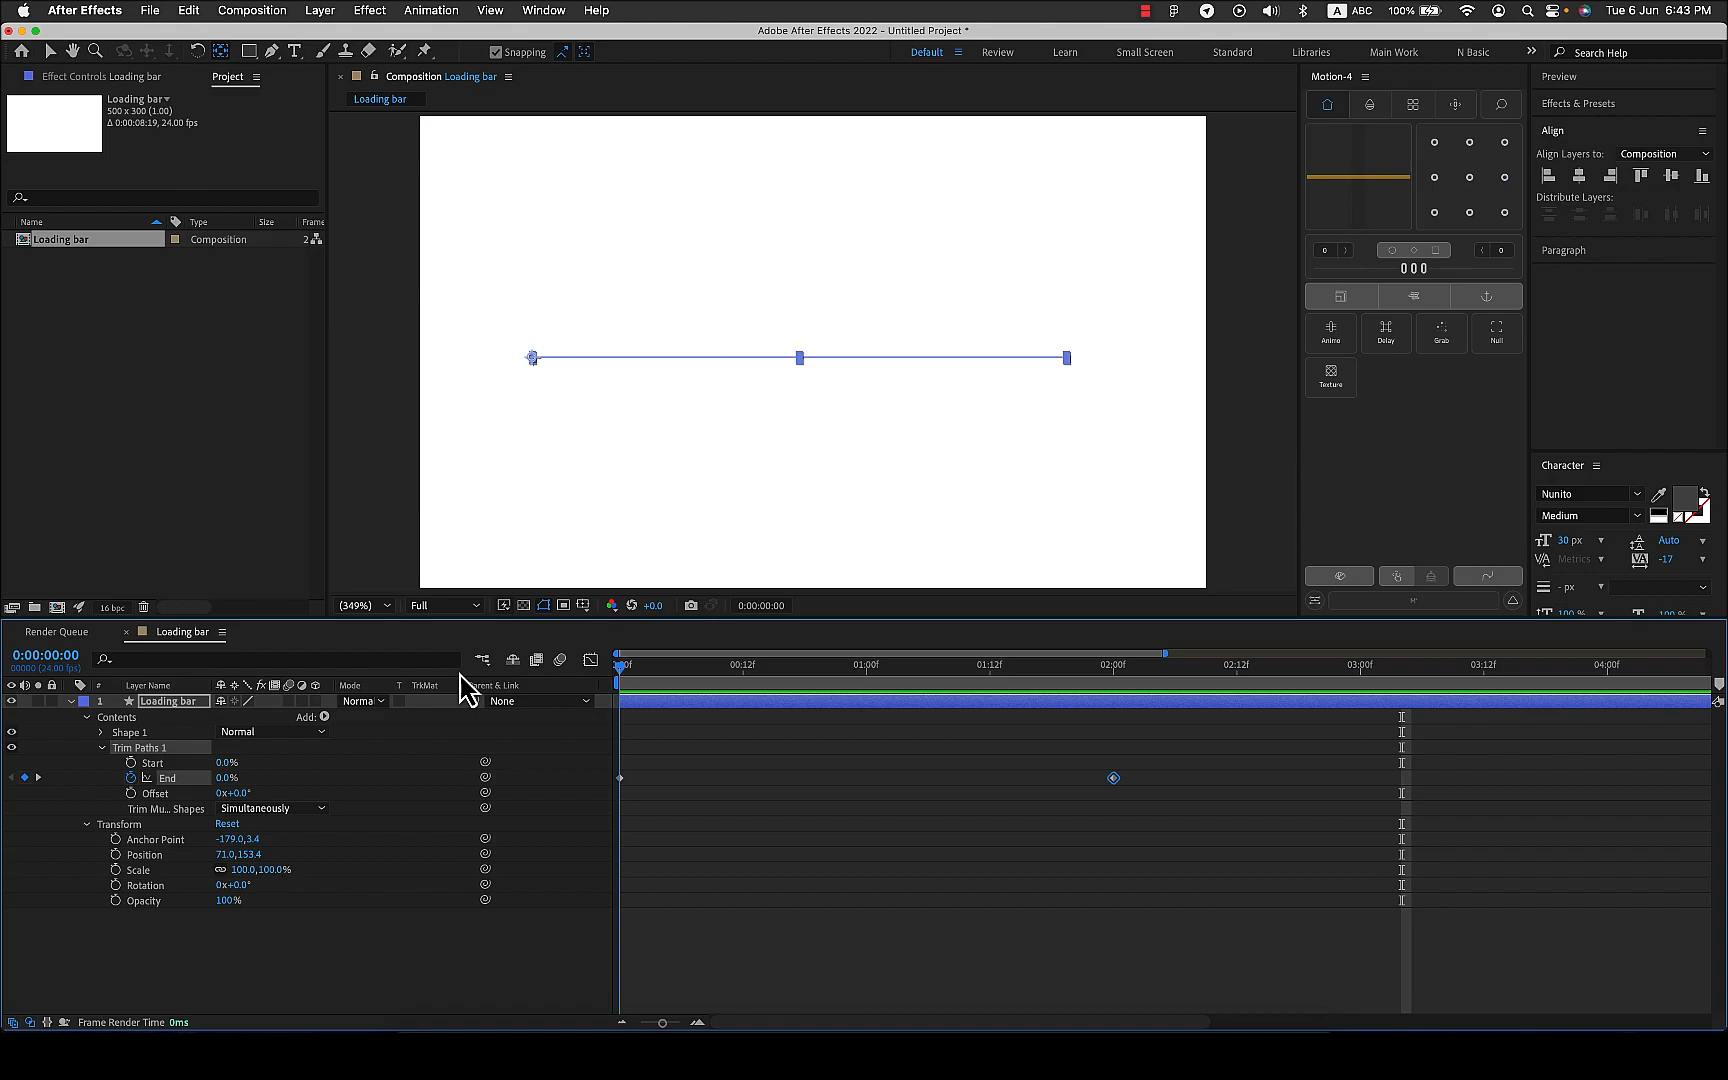 After Effects File Edit Composition Layer Effect Animation View Window Help A ABC 100% Tue 6 Jun 6:43 PM
Adobe After Effects 2022 - Untitled Project *
Snapping Default Review Learn Small Screen Standard Libraries Main Work N Basic Search Help
Effect Controls Loading bar Project Composition Loading bar Motion-4 Preview
Loading bar
500 x 300 (1.00)
Δ 0:00:08:19, 24.00 fps
Loading bar
Effects & Presets
Align
Align Layers to: Composition
Distribute Layers:
Name Type Size Frame
Loading bar Composition 2
0 0
Paragraph
Animo Delay Grab Null
Texture
Character
Nunito
Medium
30 px Auto
Metrics -17
- px
100 % 100 %
16 bpc
(349%) Full +0.0 0:00:00:00
Render Queue Loading bar
0:00:00:00
00000 (24.00 fps)
00f 00:12f 01:00f 01:12f 02:00f 02:12f 03:00f 03:12f 04:00f
# Layer Name Mode T TrkMat arent & Link
1 Loading bar Norma None
Contents Add:
Shape 1 Normal
Trim Paths 1
Start 0.0%
End 0.0%
Offset 0x+0.0°
Trim Mu... Shapes Simultaneously
Transform Reset
Anchor Point -179.0,3.4
Position 71.0,153.4
Scale 100.0,100.0%
Rotation 0x+0.0°
Opacity 100%
Frame Render Time 0ms